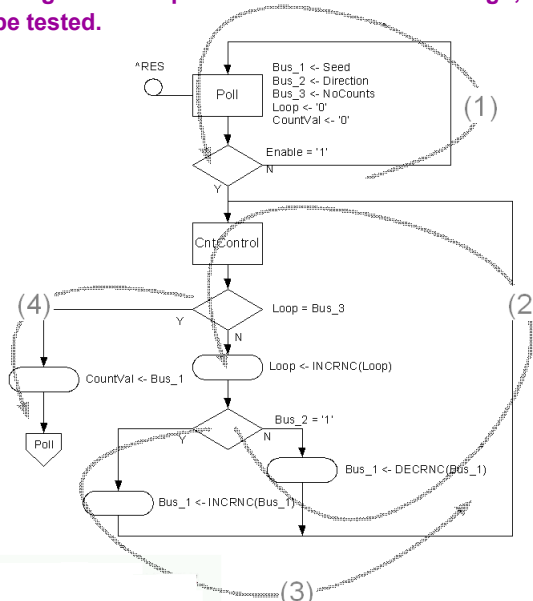 be tested.
^RES
Poll
Bus_1 <- Seed
Bus_2 <- Direction
Bus_3 <- NoCounts
Loop <- '0'
CountVal <- '0'
(1)
Enable = '1'
N
Y
CntControl
(4)
Loop = Bus_3
(2
Y
N
Loop <- INCRNC(Loop)
CountVal <- Bus_1
Bus_2 = '1'
Y
N
Poll
Bus_1 <- DECRNC(Bus_1)
Bus_1 <- INCRNC(Bus_1)
(3)